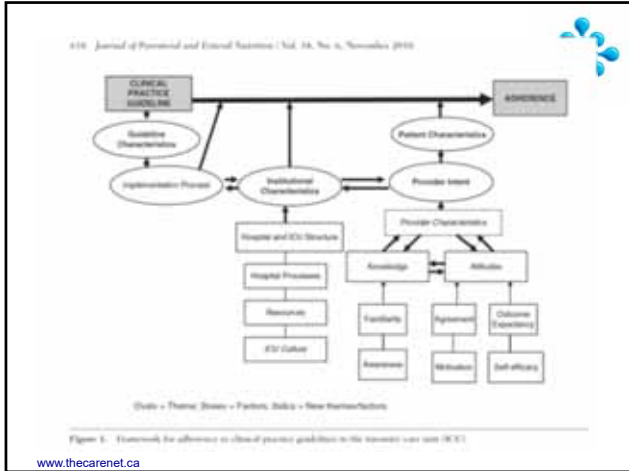 Journal of Parenteral and Enteral Nutrition / Vol. 34, No. 6, November 2010
CLINICAL
PRACTICE
GUIDELINE
ADHERENCE
Guideline
Characteristics
Patient Characteristics
Implementation Process
Institutional
Characteristics
Provider Intent
Provider Characteristics
Hospital and ICU Structure
Knowledge
Attitudes
Hospital Processes
Resources
Familiarity
Agreement
Outcome
Expectancy
ICU Culture
Awareness
Motivation
Self-efficacy
Ovals = Theme; Boxes = Factors, Italics = New themes/factors
Figure 1. Framework for adherence to clinical practice guidelines in the intensive care unit (ICU)
www.thecarenet.ca